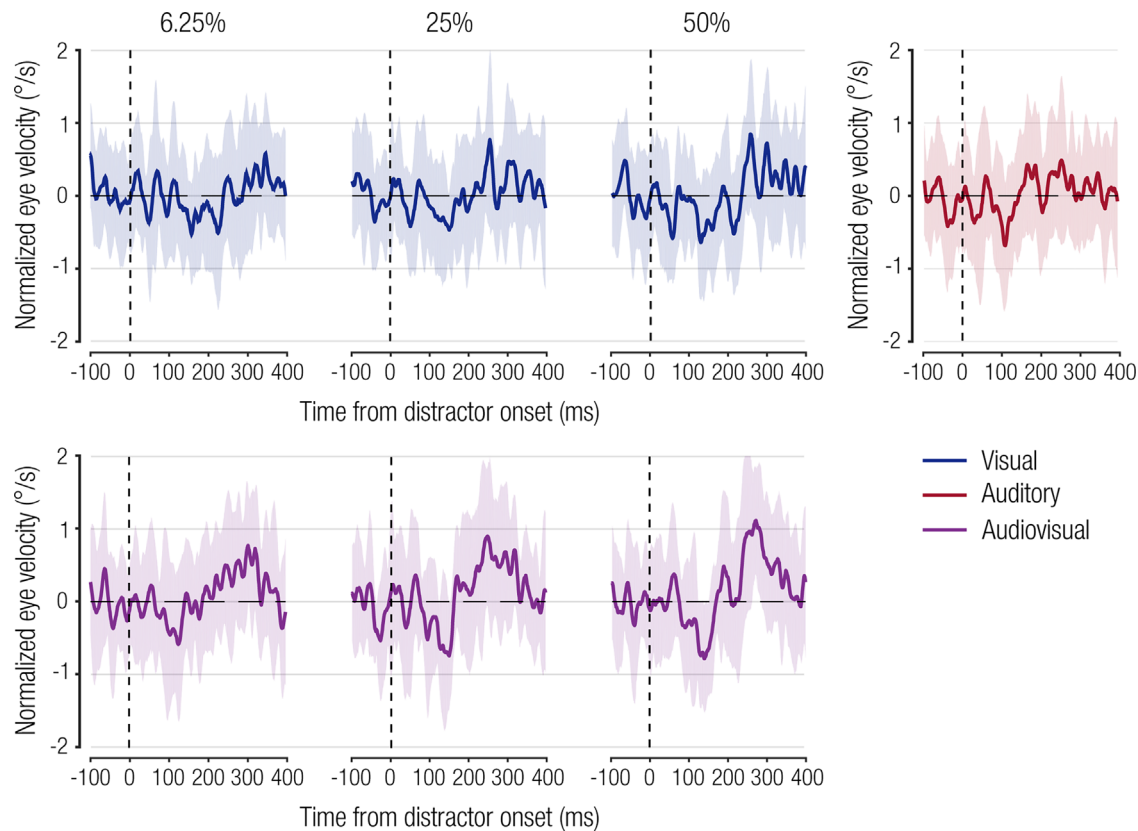 6.25% 25% 50%
Normalized eye velocity (°/s)
2
1
0
-1
-2
-100 0 100 200 300 400
-100 0 100 200 300 400
-100 0 100 200 300 400
Time from distractor onset (ms)
Normalized eye velocity (°/s)
2
1
0
-1
-2
-100 0 100 200 300 400
Normalized eye velocity (°/s)
2
1
0
-1
-2
-100 0 100 200 300 400
-100 0 100 200 300 400
-100 0 100 200 300 400
Time from distractor onset (ms)
Visual
Auditory
Audiovisual